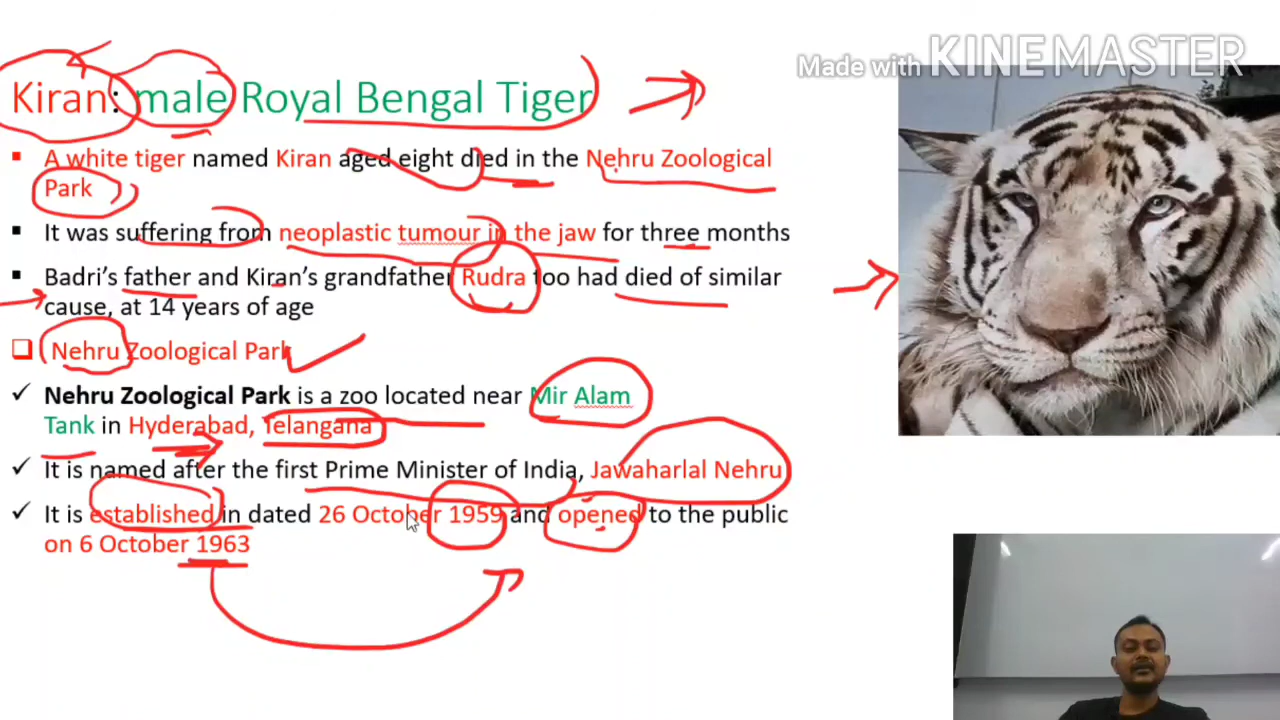 Made with KINEMASTER
Kiran: male Royal Bengal Tiger
A white tiger named Kiran aged eight died in the Nehru Zoological
Park
It was suffering from neoplastic tumour in the jaw for three months
Badri's father and Kiran's grandfather Rudra too had died of similar
cause, at 14 years of age
Nehru Zoological Park
Nehru Zoological Park is a zoo located near Mir Alam
Tank in Hyderabad, Telangana
It is named after the first Prime Minister of India, Jawaharlal Nehru
It is established in dated 26 October 1959 and opened to the public
on 6 October 1963